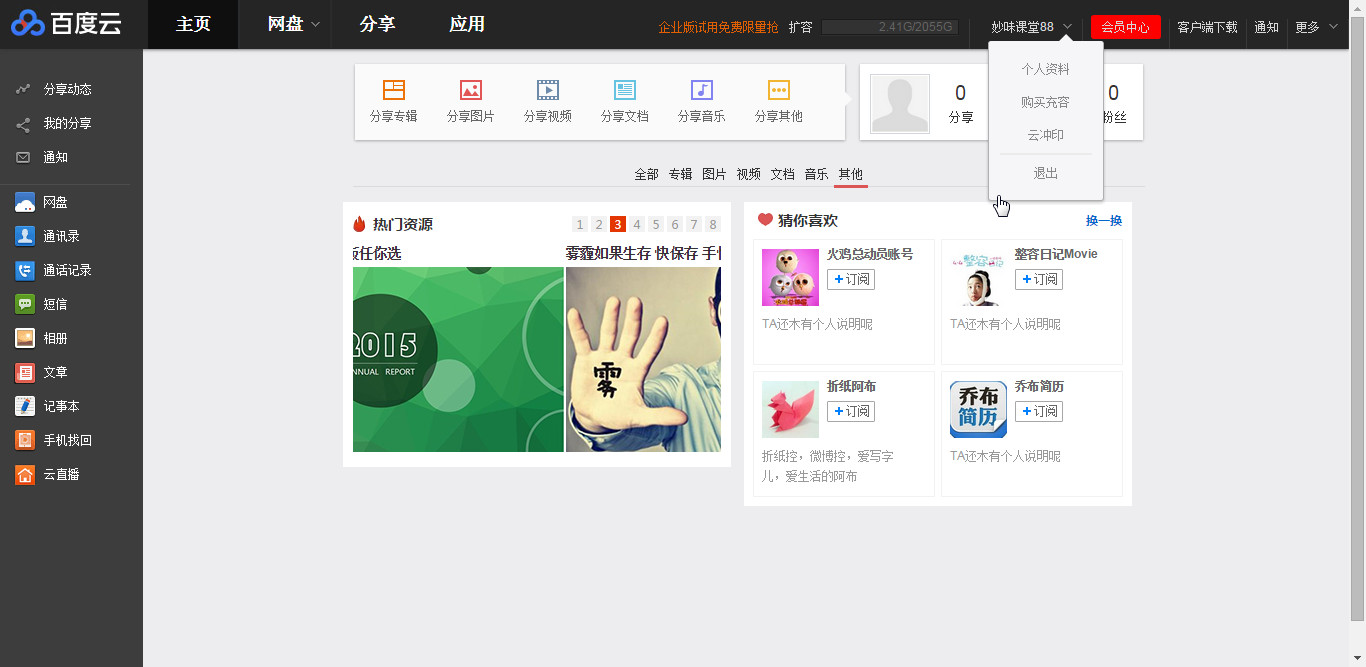 百度云
主页
网盘
分享
应用
企业版试用免费限量抢 扩容
2.41G/2055G
妙味课堂88
会员中心
客户端下载
通知
更多
个人资料
购买充容
云冲印
退出
分享动态
我的分享
通知
网盘
通讯录
通话记录
短信
相册
文章
记事本
手机找回
云直播
分享专辑 分享图片 分享视频 分享文档 分享音乐 分享其他
0
分享
0
粉丝
全部 专辑 图片 视频 文档 音乐 其他
热门资源
1 2 3 4 5 6 7 8
任你选
雾霾如果生存 快保存 手
2015
NNUAL REPORT
雾
猜你喜欢
换一换
火鸡总动员账号
+订阅
TA还木有个人说明呢
整容日记Movie
+订阅
TA还木有个人说明呢
折纸阿布
+订阅
折纸控，微博控，爱写字
儿，爱生活的阿布
乔布
简历
乔布简历
+订阅
TA还木有个人说明呢